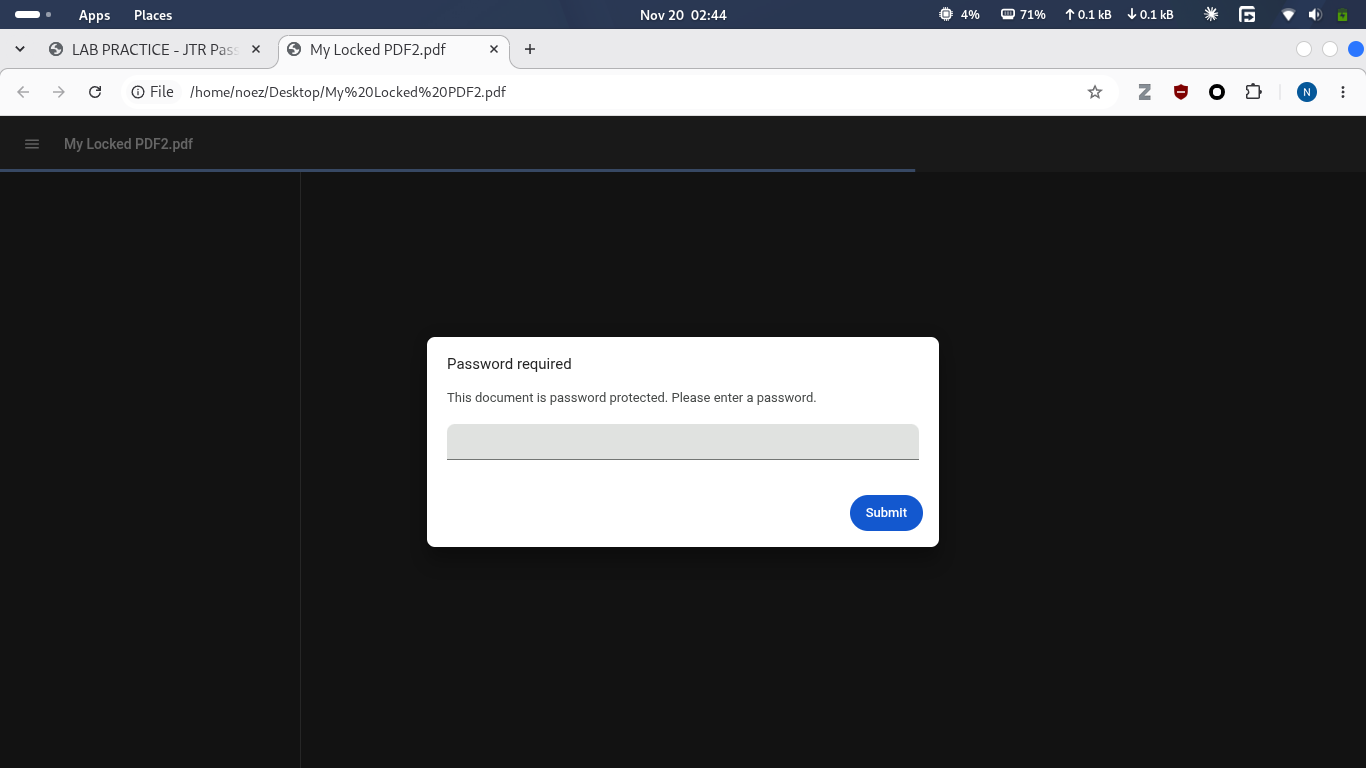 Apps Places Nov 20 02:44 4% 71% 0.1 kB 0.1 kB
LAB PRACTICE - JTR Pass My Locked PDF2.pdf
File /home/noez/Desktop/My%20Locked%20PDF2.pdf Z N
My Locked PDF2.pdf
Password required
This document is password protected. Please enter a password.
Submit